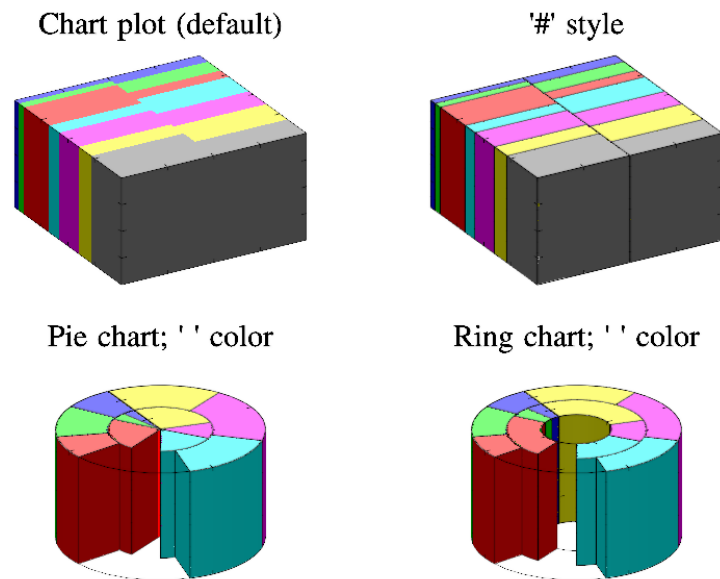 Chart plot (default)
'#' style
Pie chart; ' ' color
Ring chart; ' ' color